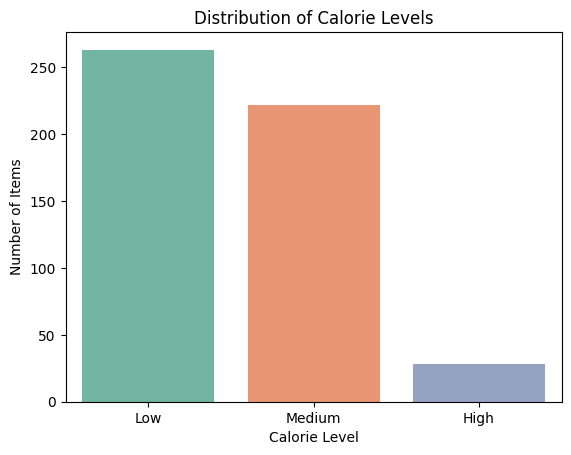 Distribution of Calorie Levels
Number of Items
250
200
150
100
50
0
Low Medium High
Calorie Level